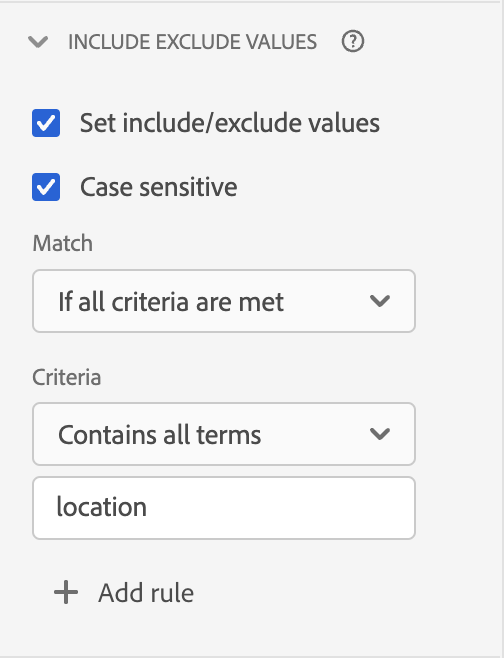 INCLUDE EXCLUDE VALUES ?
Set include/exclude values
Case sensitive
Match
If all criteria are met
Criteria
Contains all terms
location
+ Add rule